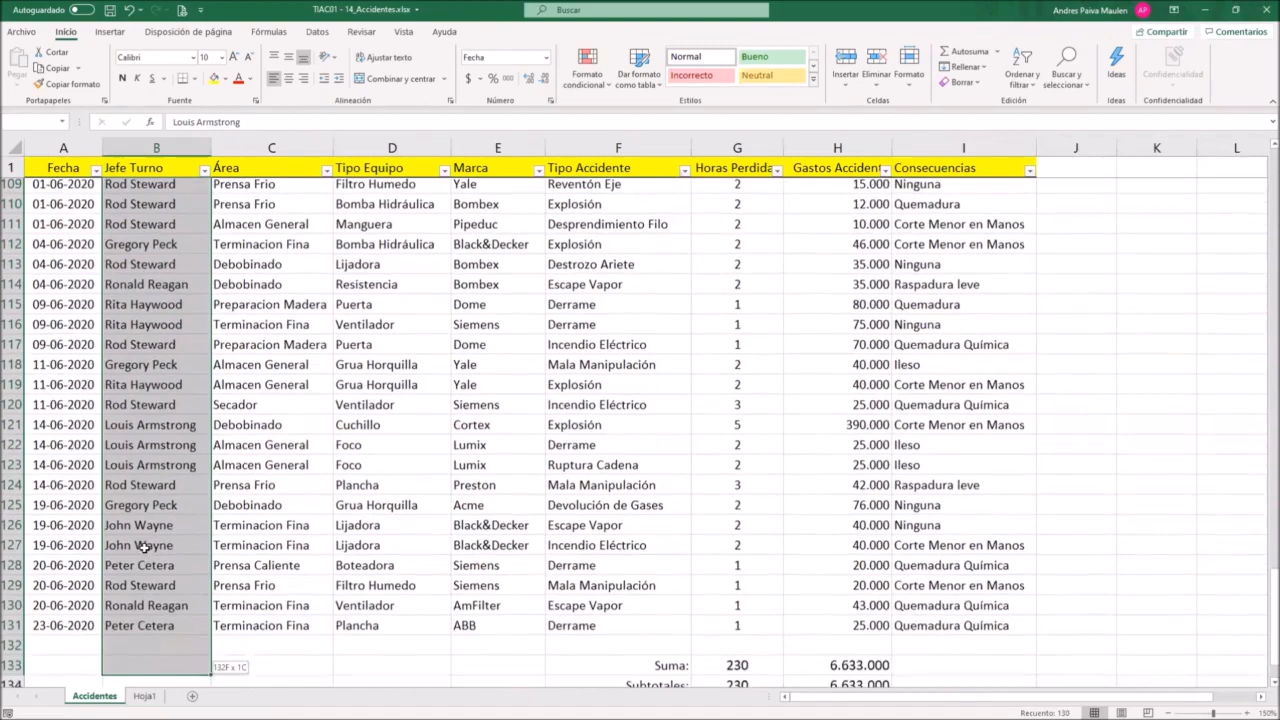 Autoguardado TIAC01 - 14_Accidentes.xlsx Buscar Andres Paiva Maulen AP
Archivo Inicio Insertar Disposición de página Fórmulas Datos Revisar Vista Ayuda Compartir Comentarios
Pegar Cortar Copiar Copiar formato Portapapeles
Calibri 10 N K S Fuente
Ajustar texto Combinar y centrar Alineación
Fecha $ % 000 Número
Formato condicional Dar formato como tabla Normal Bueno Incorrecto Neutral Estilos
Insertar Eliminar Formato Celdas
Autosuma Rellenar Borrar Ordenar y filtrar Buscar y seleccionar Edición
Ideas Ideas
Confidencialidad Confidencialidad
fx Louis Armstrong
A B C D E F G H I J K L
1 Fecha Jefe Turno Área Tipo Equipo Marca Tipo Accidente Horas Perdida Gastos Accident Consecuencias
109 01-06-2020 Rod Steward Prensa Frio Filtro Humedo Yale Reventón Eje 2 15.000 Ninguna
110 01-06-2020 Rod Steward Prensa Frio Bomba Hidráulica Bombex Explosión 2 12.000 Quemadura
111 01-06-2020 Rod Steward Almacen General Manguera Pipeduc Desprendimiento Filo 2 10.000 Corte Menor en Manos
112 04-06-2020 Gregory Peck Terminacion Fina Bomba Hidráulica Black&Decker Explosión 2 46.000 Corte Menor en Manos
113 04-06-2020 Rod Steward Debobinado Lijadora Bombex Destrozo Ariete 2 35.000 Ninguna
114 04-06-2020 Ronald Reagan Debobinado Resistencia Bombex Escape Vapor 2 35.000 Raspadura leve
115 09-06-2020 Rita Haywood Preparacion Madera Puerta Dome Derrame 1 80.000 Quemadura
116 09-06-2020 Rita Haywood Terminacion Fina Ventilador Siemens Derrame 1 75.000 Ninguna
117 09-06-2020 Rod Steward Preparacion Madera Puerta Dome Incendio Eléctrico 1 70.000 Quemadura Química
118 11-06-2020 Gregory Peck Almacen General Grua Horquilla Yale Mala Manipulación 2 40.000 Ileso
119 11-06-2020 Rita Haywood Almacen General Grua Horquilla Yale Explosión 2 40.000 Corte Menor en Manos
120 11-06-2020 Rod Steward Secador Ventilador Siemens Incendio Eléctrico 3 25.000 Quemadura Química
121 14-06-2020 Louis Armstrong Debobinado Cuchillo Cortex Explosión 5 390.000 Corte Menor en Manos
122 14-06-2020 Louis Armstrong Almacen General Foco Lumix Derrame 2 25.000 Ileso
123 14-06-2020 Louis Armstrong Almacen General Foco Lumix Ruptura Cadena 2 25.000 Ileso
124 14-06-2020 Rod Steward Prensa Frio Plancha Preston Mala Manipulación 3 42.000 Raspadura leve
125 19-06-2020 Gregory Peck Debobinado Grua Horquilla Acme Devolución de Gases 2 76.000 Ninguna
126 19-06-2020 John Wayne Terminacion Fina Lijadora Black&Decker Escape Vapor 2 40.000 Ninguna
127 19-06-2020 John Wayne Terminacion Fina Lijadora Black&Decker Incendio Eléctrico 2 40.000 Corte Menor en Manos
128 20-06-2020 Peter Cetera Prensa Caliente Boteadora Siemens Derrame 1 20.000 Quemadura Química
129 20-06-2020 Rod Steward Prensa Frio Filtro Humedo Siemens Mala Manipulación 1 20.000 Corte Menor en Manos
130 20-06-2020 Ronald Reagan Terminacion Fina Ventilador AmFilter Escape Vapor 1 43.000 Quemadura Química
131 23-06-2020 Peter Cetera Terminacion Fina Plancha ABB Derrame 1 25.000 Quemadura Química
132
133 132F x 1C Suma: 230 6.633.000
134 Subtotales: 230 6.633.000
Accidentes Hoja1
Recuento: 130 150%